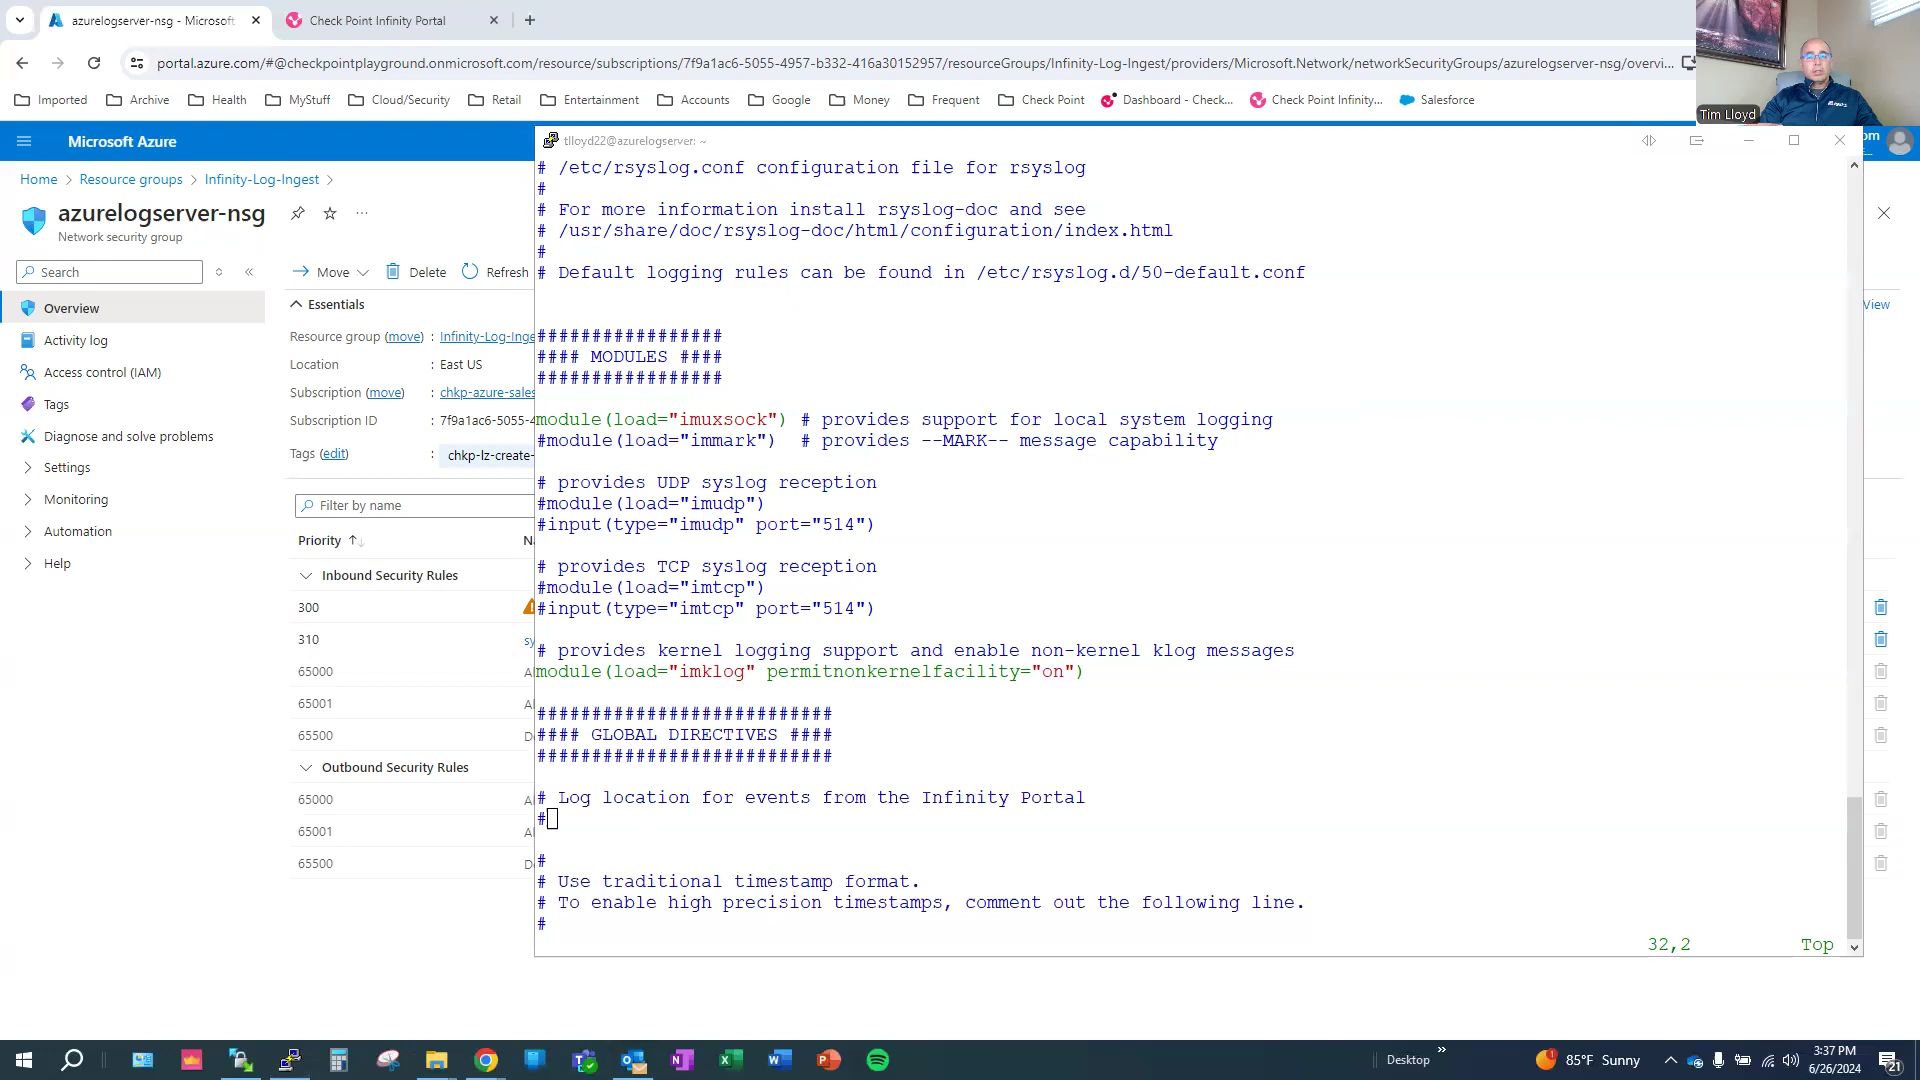 azurelogserver-nsg - Microsoft
Check Point Infinity Portal
portal.azure.com/#@checkpointplayground.onmicrosoft.com/resource/subscriptions/7f9a1ac6-5055-4957-b332-416a30152957/resourceGroups/Infinity-Log-Ingest/providers/Microsoft.Network/networkSecurityGroups/azurelogserver-nsg/overvi...
Imported Archive Health MyStuff Cloud/Security Retail Entertainment Accounts Google Money Frequent Check Point Dashboard - Check... Check Point Infinity... Salesforce
Tim Lloyd
Microsoft Azure
om
Home > Resource groups > Infinity-Log-Ingest >
azurelogserver-nsg
Network security group
Search
Overview
Activity log
Access control (IAM)
Tags
Diagnose and solve problems
Settings
Monitoring
Automation
Help
Move Delete Refresh
Essentials
View
Resource group (move) : Infinity-Log-Inge
Location : East US
Subscription (move) : chkp-azure-sales
Subscription ID : 7f9a1ac6-5055-4
Tags (edit) : chkp-lz-create-
Filter by name
Priority ↑↓ N
Inbound Security Rules
300
310 sy
65000 Al
65001 Al
65500 D
Outbound Security Rules
65000 Al
65001 Al
65500 D
tlloyd22@azurelogserver: ~
# /etc/rsyslog.conf configuration file for rsyslog
#
# For more information install rsyslog-doc and see
# /usr/share/doc/rsyslog-doc/html/configuration/index.html
#
# Default logging rules can be found in /etc/rsyslog.d/50-default.conf
#################
#### MODULES ####
#################
module(load="imuxsock") # provides support for local system logging
#module(load="immark")  # provides --MARK-- message capability
# provides UDP syslog reception
#module(load="imudp")
#input(type="imudp" port="514")
# provides TCP syslog reception
#module(load="imtcp")
#input(type="imtcp" port="514")
# provides kernel logging support and enable non-kernel klog messages
module(load="imklog" permitnonkernelfacility="on")
###########################
#### GLOBAL DIRECTIVES ####
###########################
# Log location for events from the Infinity Portal
#
#
# Use traditional timestamp format.
# To enable high precision timestamps, comment out the following line.
#
32,2 Top
Desktop
85°F Sunny
3:37 PM
6/26/2024
21